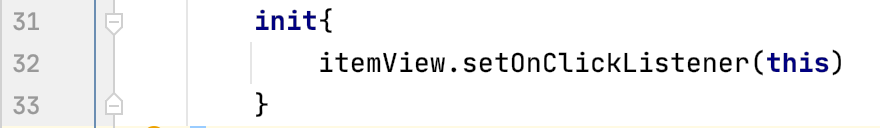 31 init{
32 itemView.setOnClickListener(this)
33 }